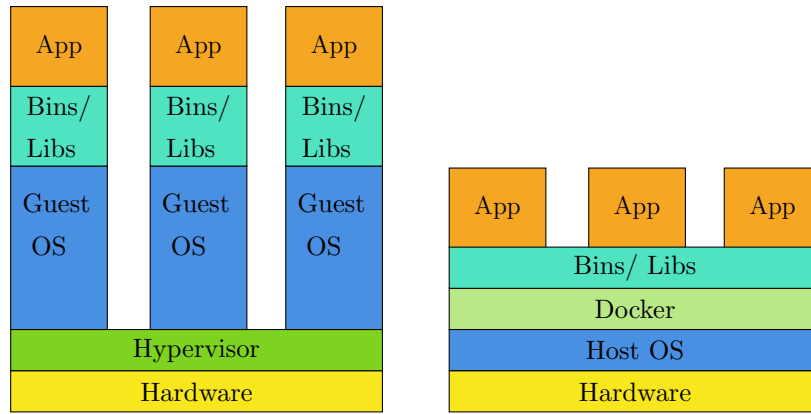 App
App
App
Bins/
Libs
Bins/
Libs
Bins/
Libs
Guest
OS
Guest
OS
Guest
OS
Hypervisor
Hardware
App
App
App
Bins/ Libs
Docker
Host OS
Hardware